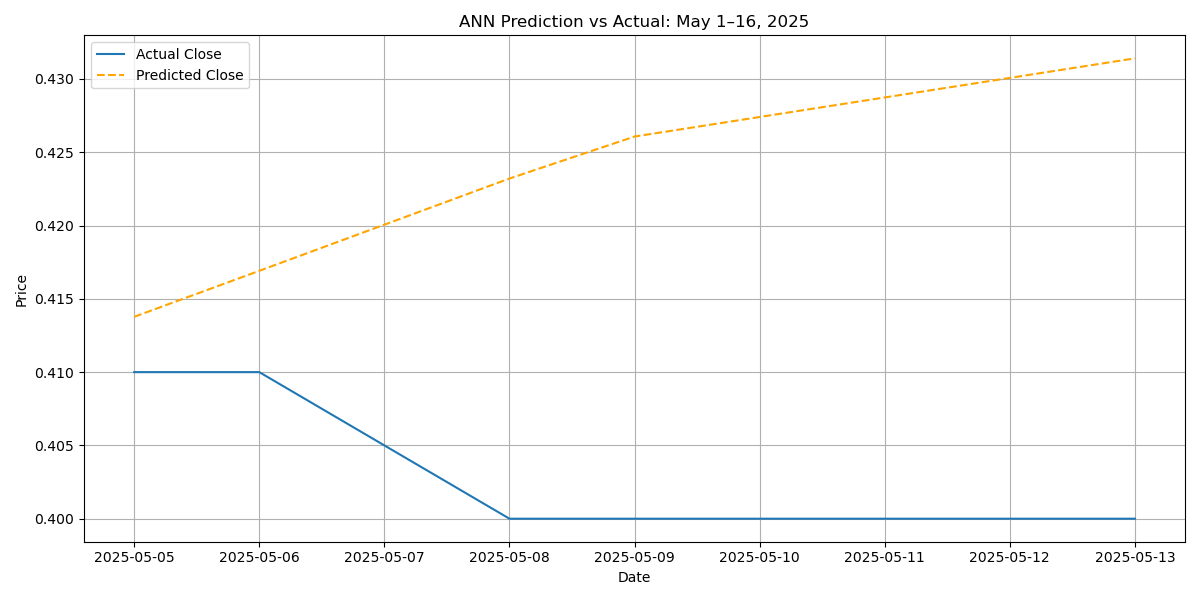 ANN Prediction vs Actual: May 1–16, 2025
Actual Close
Predicted Close
0.430
0.425
0.420
0.415
0.410
0.405
0.400
Price
2025-05-05 2025-05-06 2025-05-07 2025-05-08 2025-05-09 2025-05-10 2025-05-11 2025-05-12 2025-05-13
Date